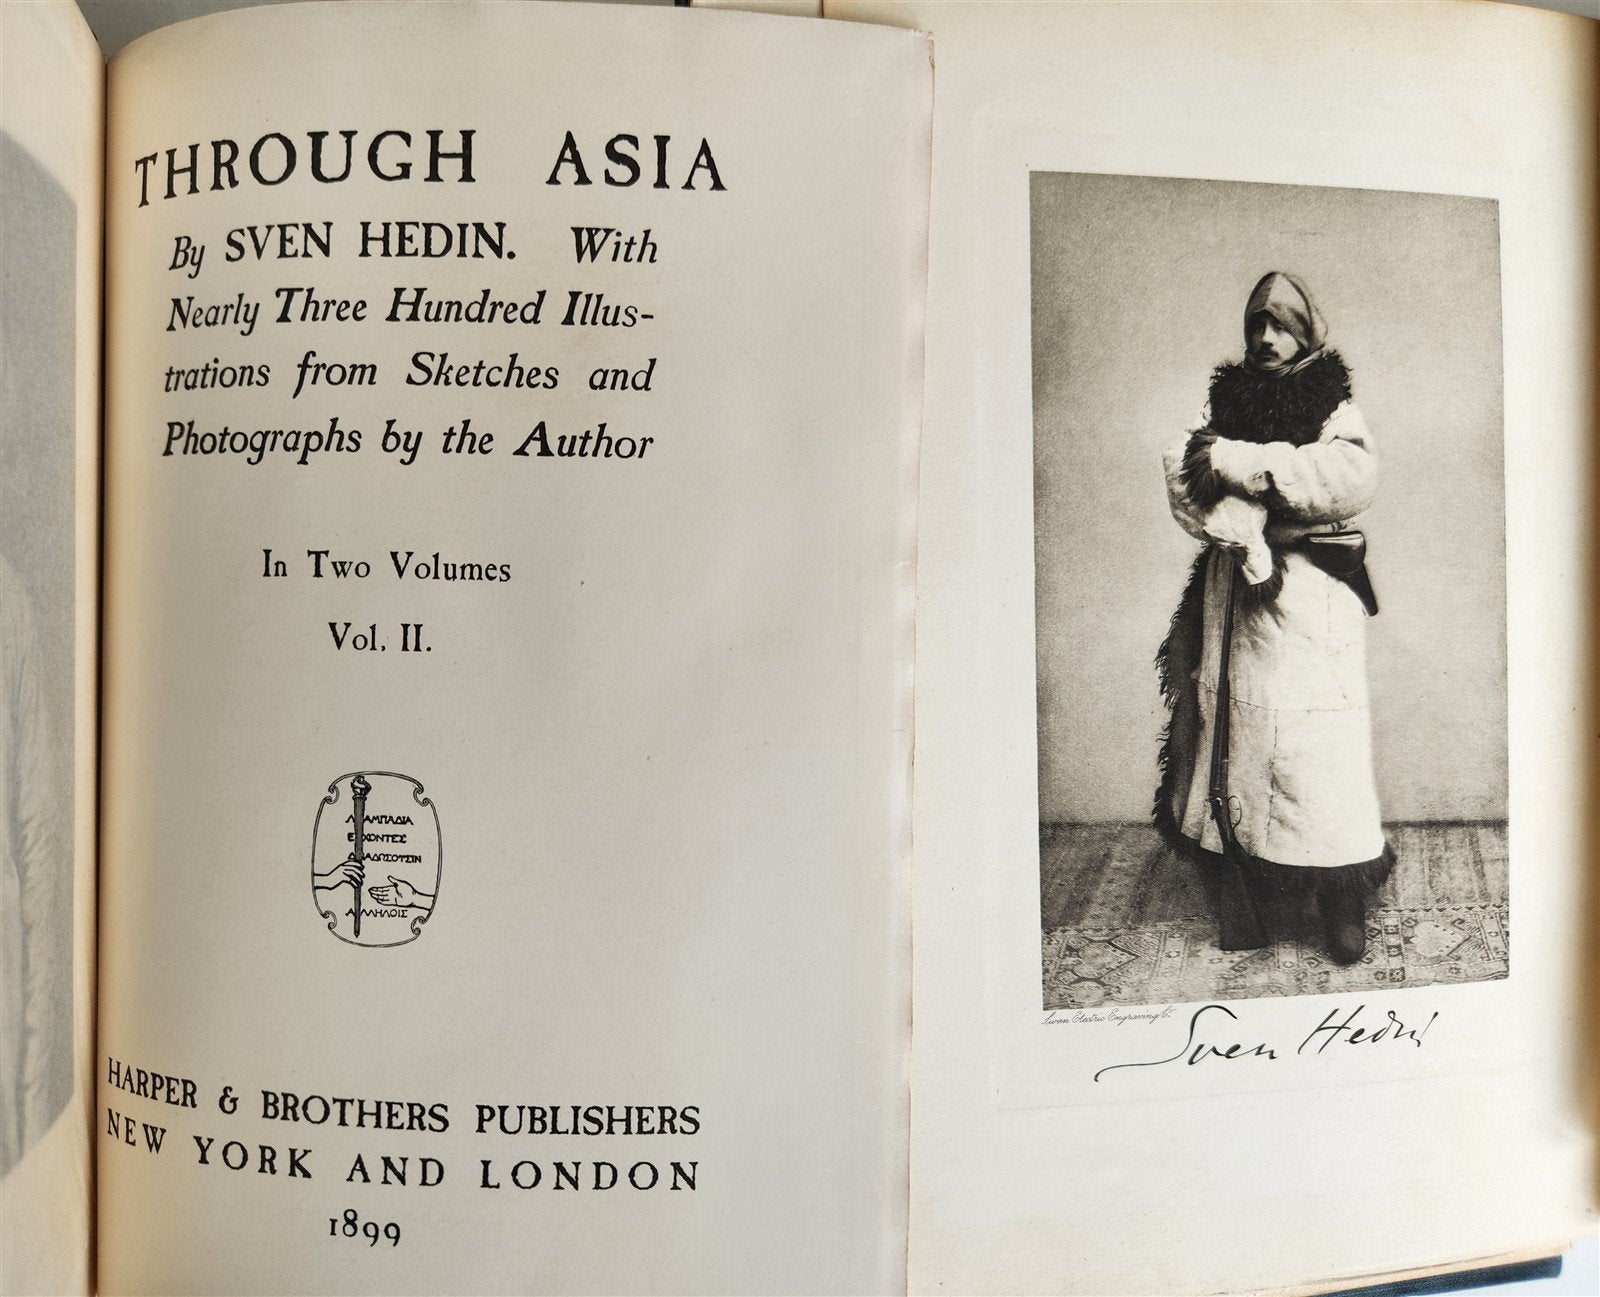 THROUGH ASIA
By SVEN HEDIN. With
Nearly Three Hundred Illus-
trations from Sketches and
Photographs by the Author
In Two Volumes
Vol. II.
ΛΑΜΠΑΔΙΑ
ΕΧΟΝΤΕΣ
ΔΙΑΔΩΣΟΥΣΙΝ
ΑΛΛΗΛΟΙΣ
HARPER & BROTHERS PUBLISHERS
NEW YORK AND LONDON
1899
Swan Electric Engraving Co.
Sven Hedin